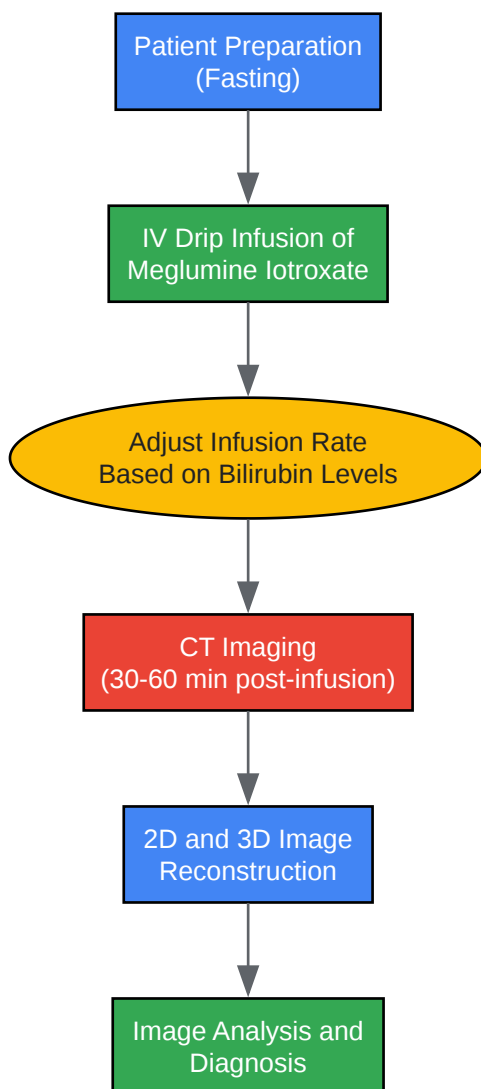 Patient Preparation
(Fasting)
IV Drip Infusion of
Meglumine Iotroxate
Adjust Infusion Rate
Based on Bilirubin Levels
CT Imaging
(30-60 min post-infusion)
2D and 3D Image
Reconstruction
Image Analysis and
Diagnosis